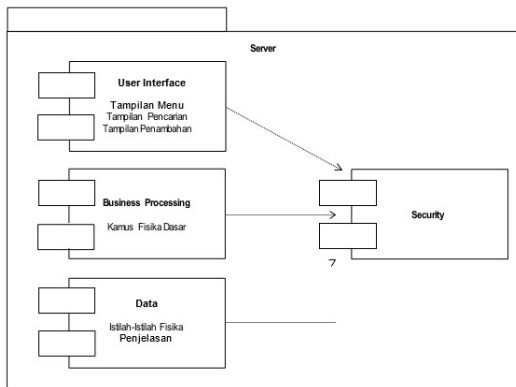 Server
User Interface
Tampilan Menu
Tampilan Pencarian
Tampilan Penambahan
Business Processing
Kamus Fisika Dasar
Security
Data
Istilah-Istilah Fisika
Penjelasan